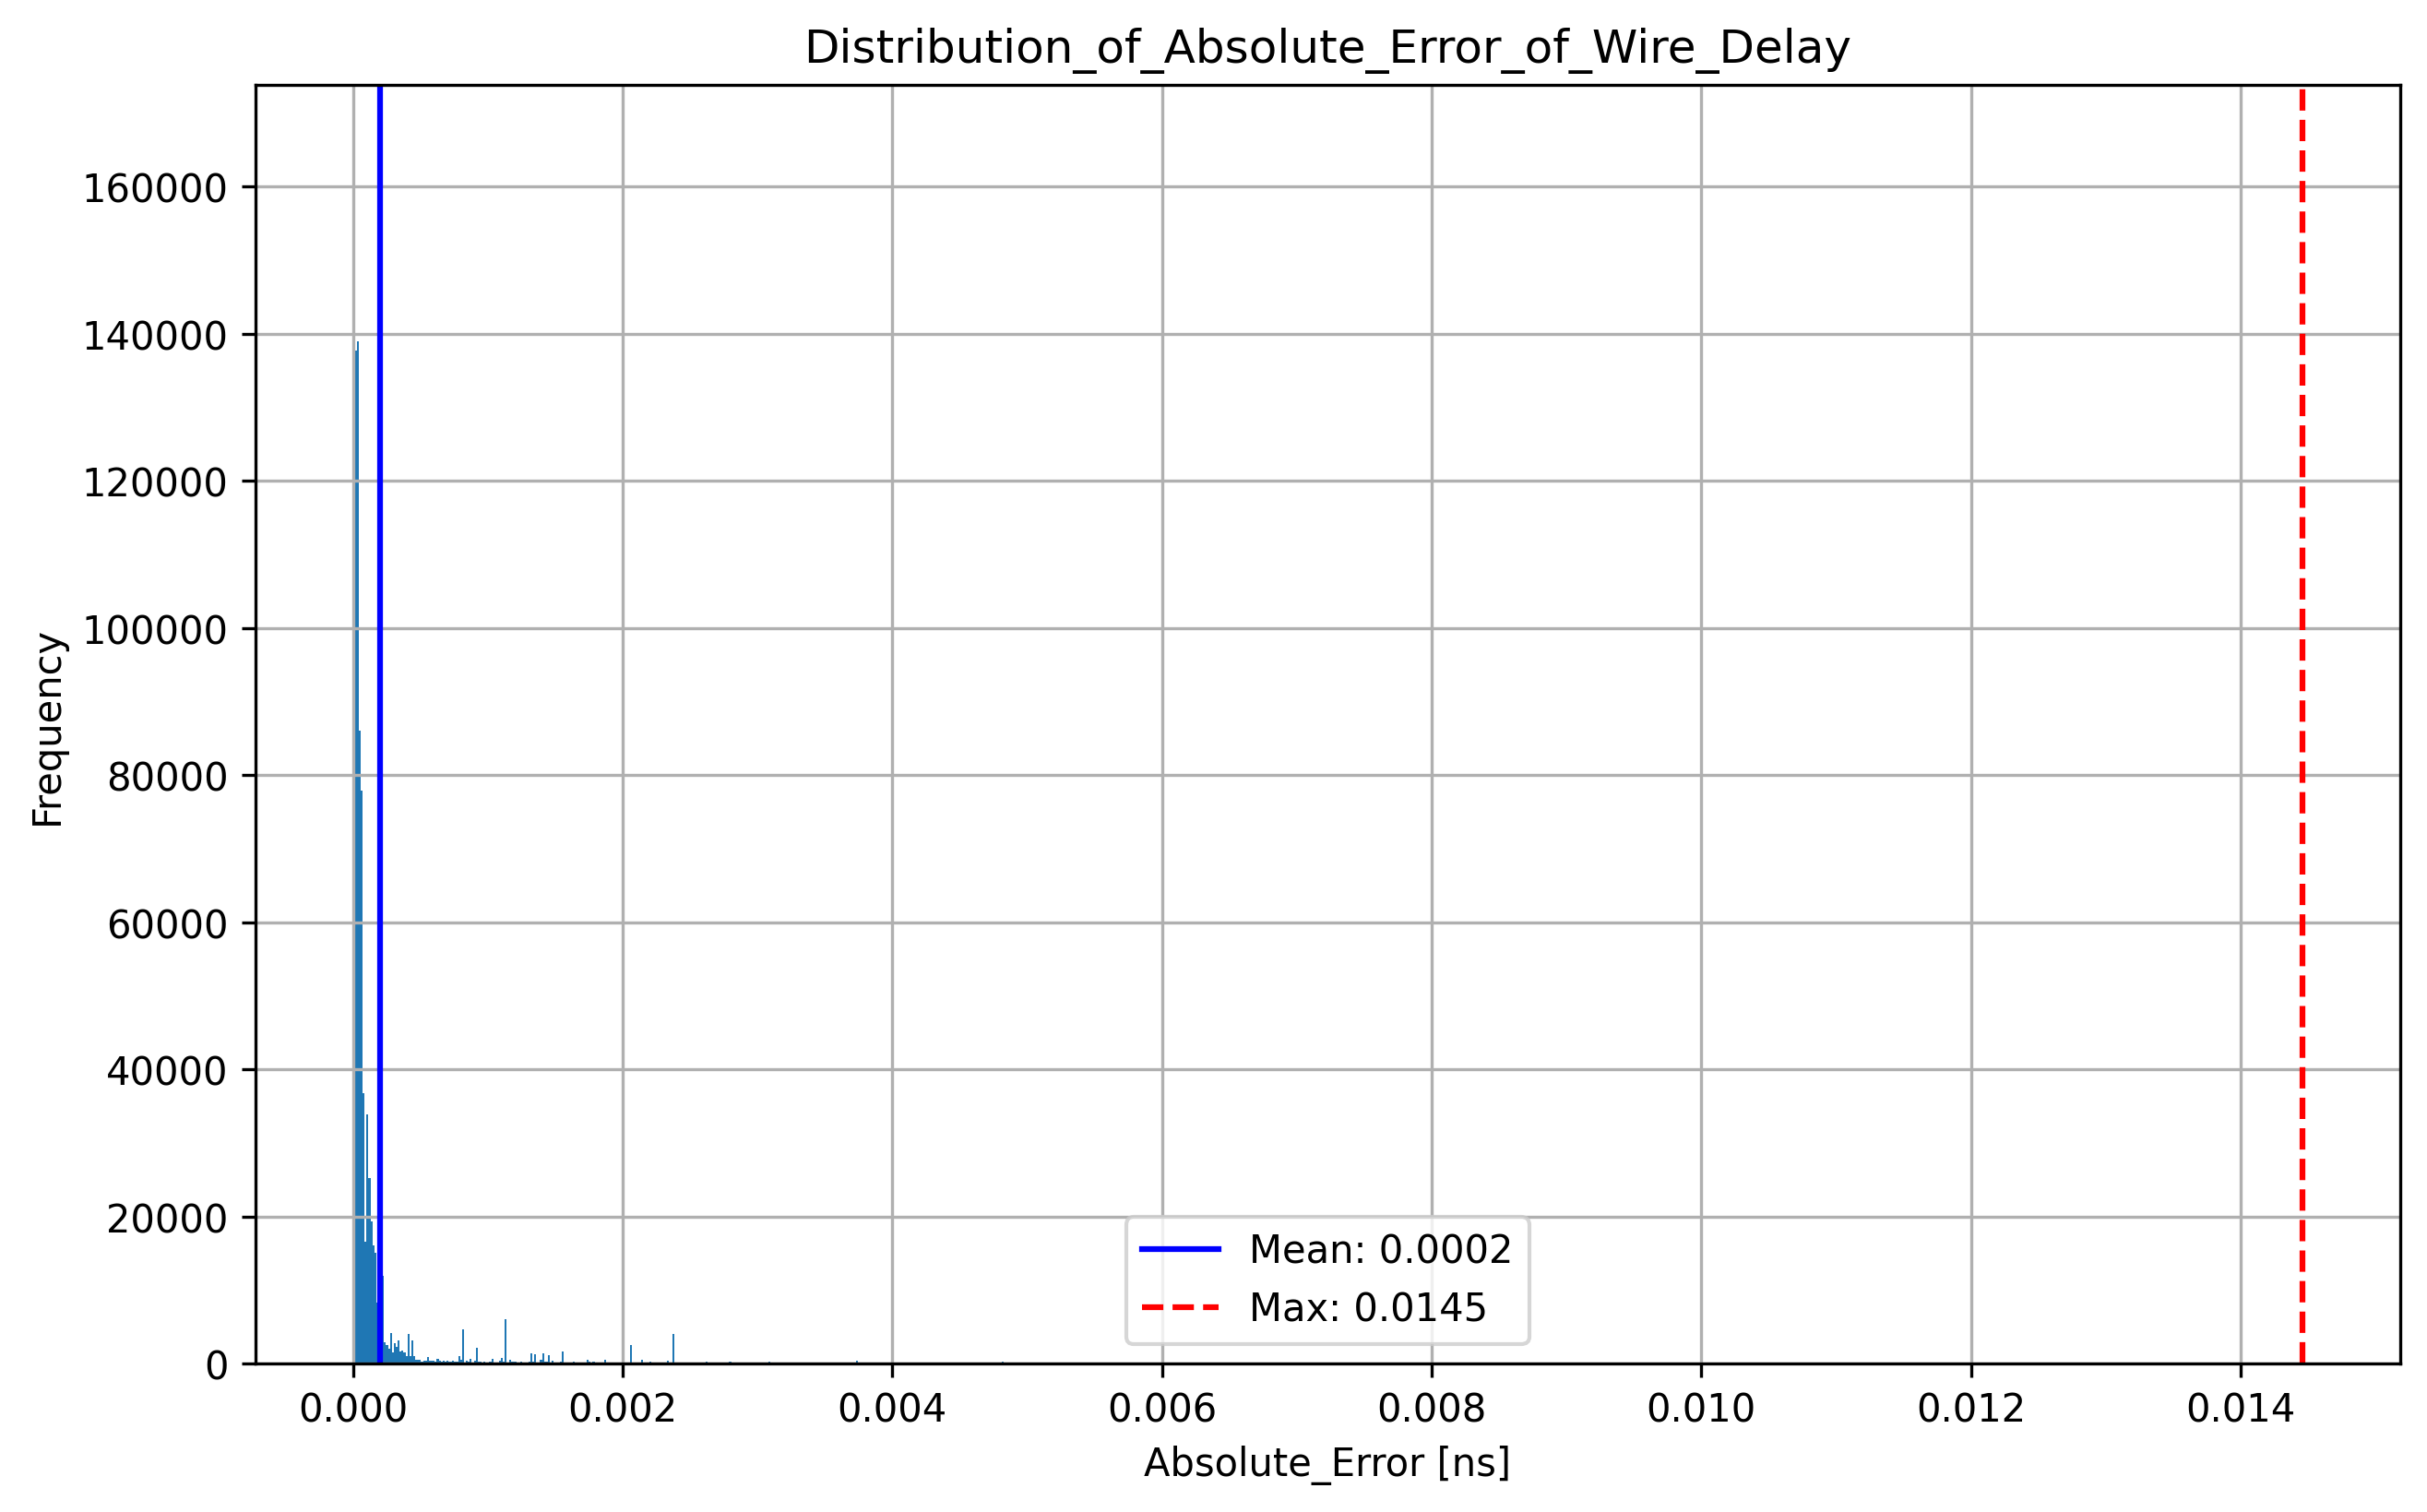 Distribution_of_Absolute_Error_of_Wire_Delay
Frequency
160000
140000
120000
100000
80000
60000
40000
20000
0
Mean: 0.0002
Max: 0.0145
0.000 0.002 0.004 0.006 0.008 0.010 0.012 0.014
Absolute_Error [ns]